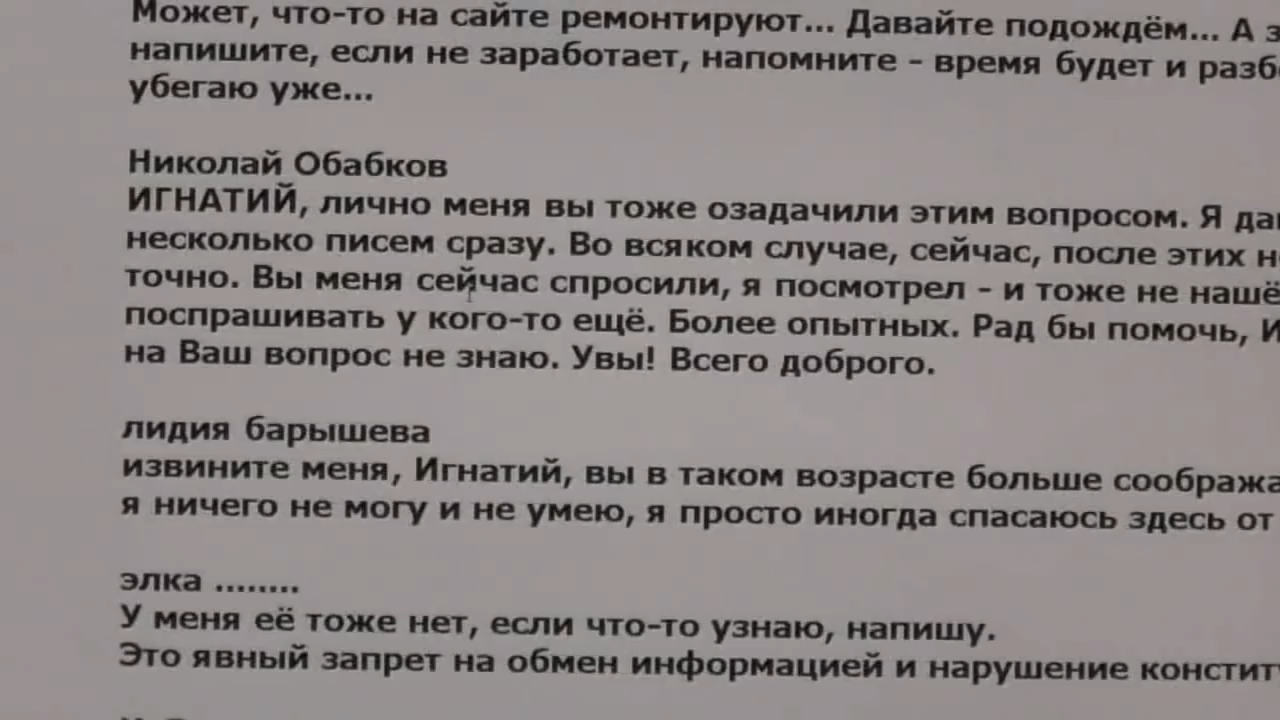 Может, что-то на сайте ремонтируют... Давайте подождём... А з
напишите, если не заработает, напомните - время будет и разб
убегаю уже...
Николай Обабков
ИГНАТИЙ, лично меня вы тоже озадачили этим вопросом. Я
несколько писем сразу. Во всяком случае, сейчас, после этих
точно. Вы меня сейчас спросили, я посмотрел - и тоже не нашё
поспрашивать у кого-то ещё. Более опытных. Рад бы помочь, И
на Ваш вопрос не знаю. Увы! Всего доброго.
лидия барышева
извините меня, Игнатий, вы в таком возрасте больше соображa
я ничего не могу и не умею, я просто иногда спасаюсь здесь от
элка ........
У меня её тоже нет, если что-то узнаю, напишу.
Это явный запрет на обмен информацией и нарушение констит